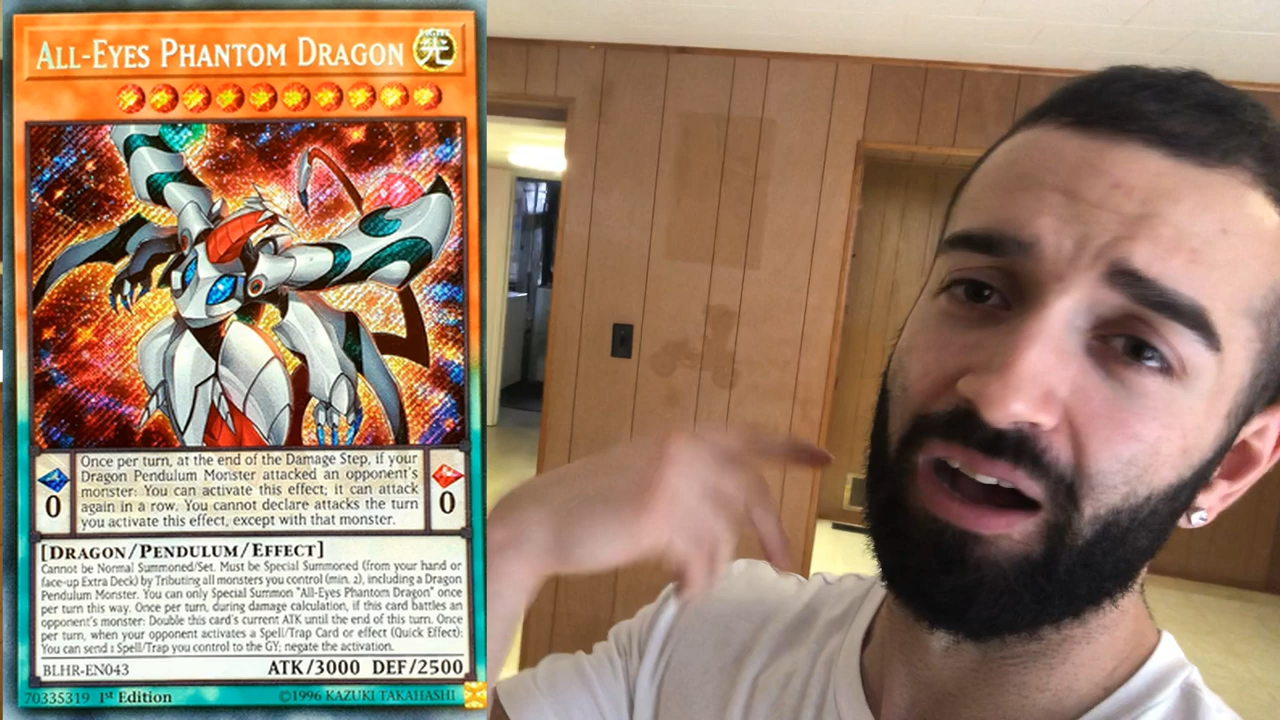 ALL-EYES PHANTOM DRAGON
LIGHT
光
Once per turn, at the end of the Damage Step, if your
Dragon Pendulum Monster attacked an opponent's
monster: You can activate this effect; it can attack
again in a row. You cannot declare attacks the turn
you activate this effect, except with that monster.
0
0
[DRAGON/PENDULUM/EFFECT]
Cannot be Normal Summoned/Set. Must be Special Summoned (from your hand or
face-up Extra Deck) by Tributing all monsters you control (min. 2), including a Dragon
Pendulum Monster. You can only Special Summon "All-Eyes Phantom Dragon" once
per turn this way. Once per turn, during damage calculation, if this card battles an
opponent's monster: Double this card's current ATK until the end of this turn. Once
per turn, when your opponent activates a Spell/Trap Card or effect (Quick Effect):
You can send 1 Spell/Trap you control to the GY; negate the activation.
BLHR-EN043
ATK/3000 DEF/2500
70335319 1st Edition
©1996 KAZUKI TAKAHASHI